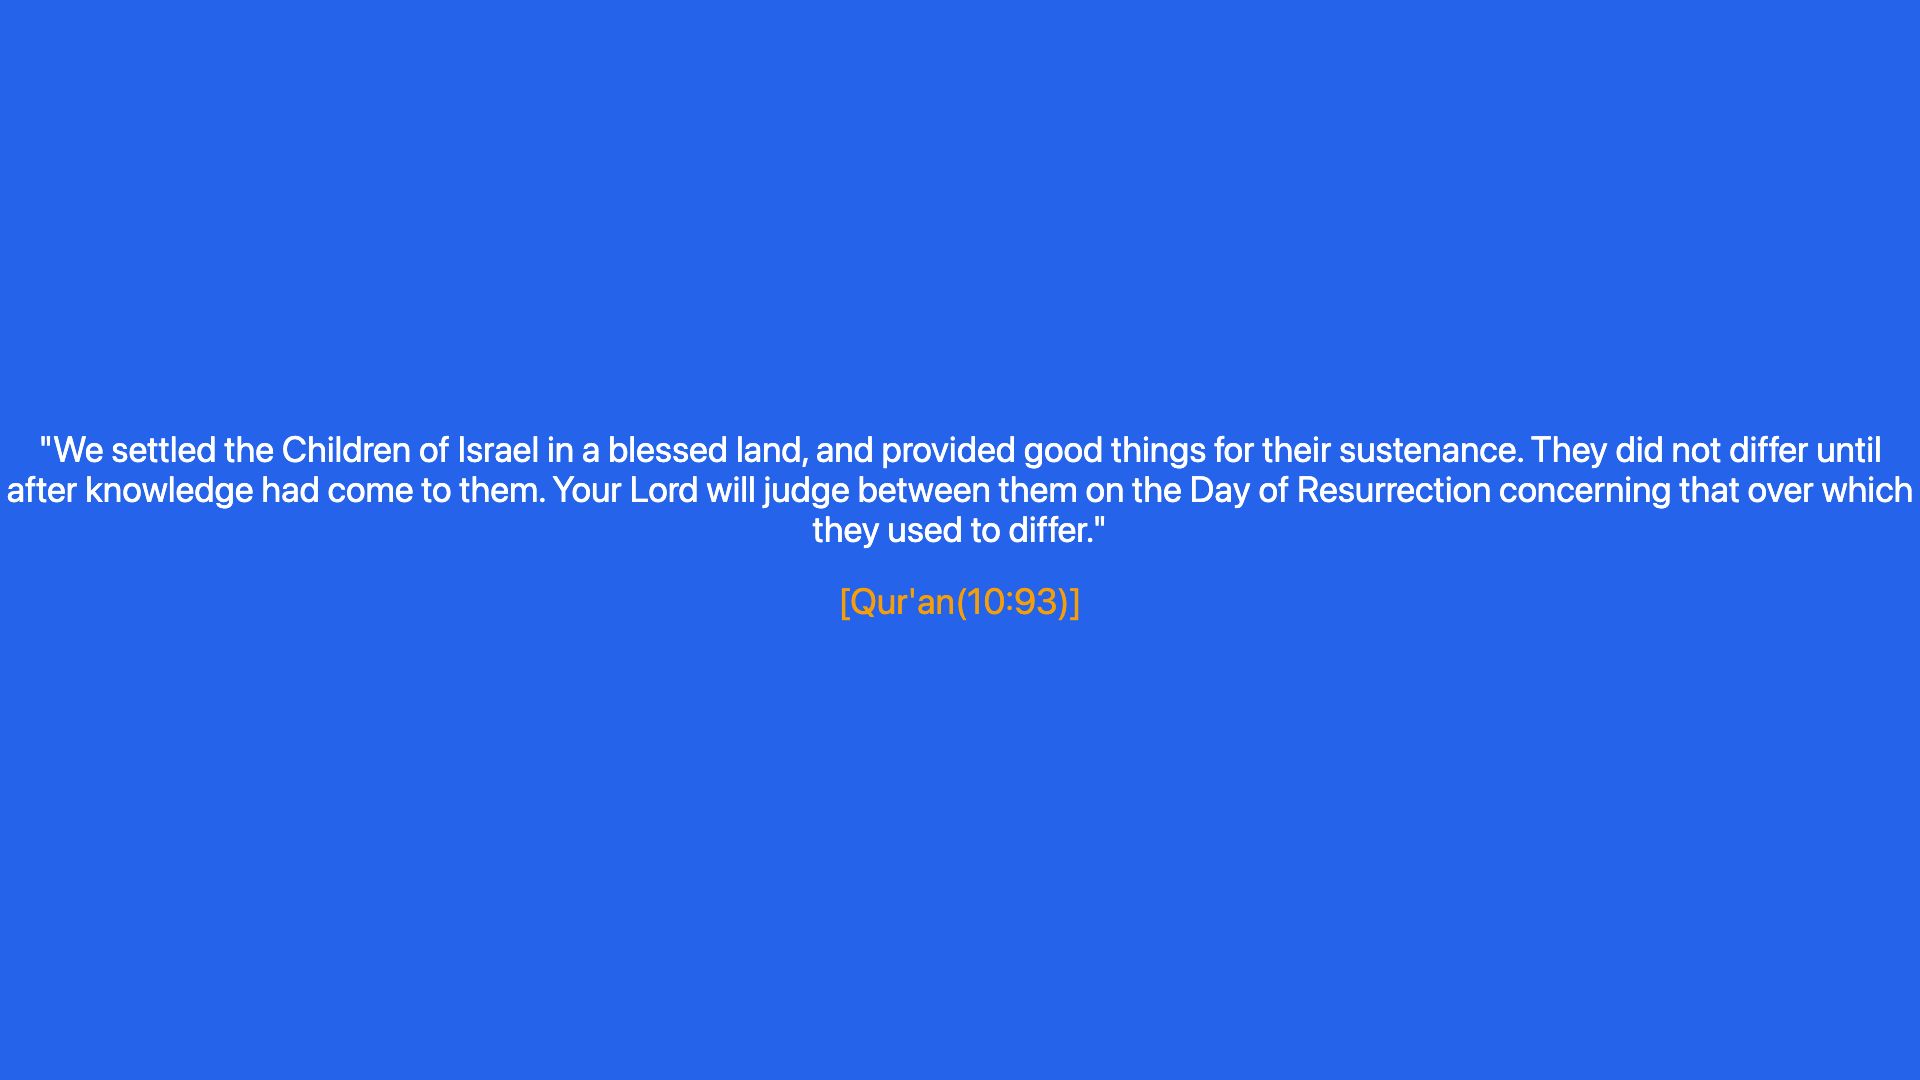 "We settled the Children of Israel in a blessed land, and provided good things for their sustenance. They did not differ until
after knowledge had come to them. Your Lord will judge between them on the Day of Resurrection concerning that over which
they used to differ."
[Qur'an(10:93)]